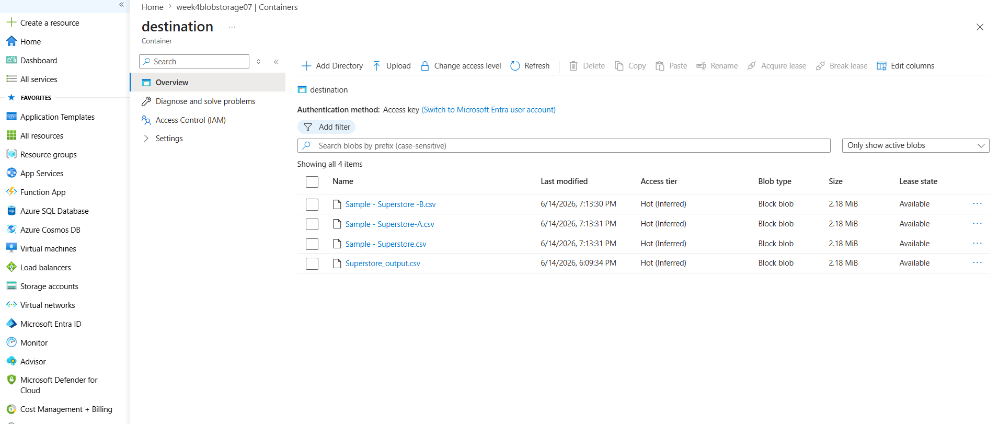 Create a resource
Home
Dashboard
All services
FAVORITES
Application Templates
All resources
Resource groups
App Services
Function App
Azure SQL Database
Azure Cosmos DB
Virtual machines
Load balancers
Storage accounts
Virtual networks
Microsoft Entra ID
Monitor
Advisor
Microsoft Defender for
Cloud
Cost Management + Billing
Home > week4blobstorage07 | Containers
destination ...
Container
Search
Overview
Diagnose and solve problems
Access Control (IAM)
Settings
Add Directory Upload Change access level Refresh Delete Copy Paste Rename Acquire lease Break lease Edit columns
destination
Authentication method: Access key (Switch to Microsoft Entra user account)
Add filter
Search blobs by prefix (case-sensitive) Only show active blobs
Showing all 4 items
Name Last modified Access tier Blob type Size Lease state
Sample - Superstore -B.csv 6/14/2026, 7:13:30 PM Hot (Inferred) Block blob 2.18 MiB Available ...
Sample - Superstore-A.csv 6/14/2026, 7:13:31 PM Hot (Inferred) Block blob 2.18 MiB Available ...
Sample - Superstore.csv 6/14/2026, 7:13:31 PM Hot (Inferred) Block blob 2.18 MiB Available ...
Superstore_output.csv 6/14/2026, 6:09:34 PM Hot (Inferred) Block blob 2.18 MiB Available ...